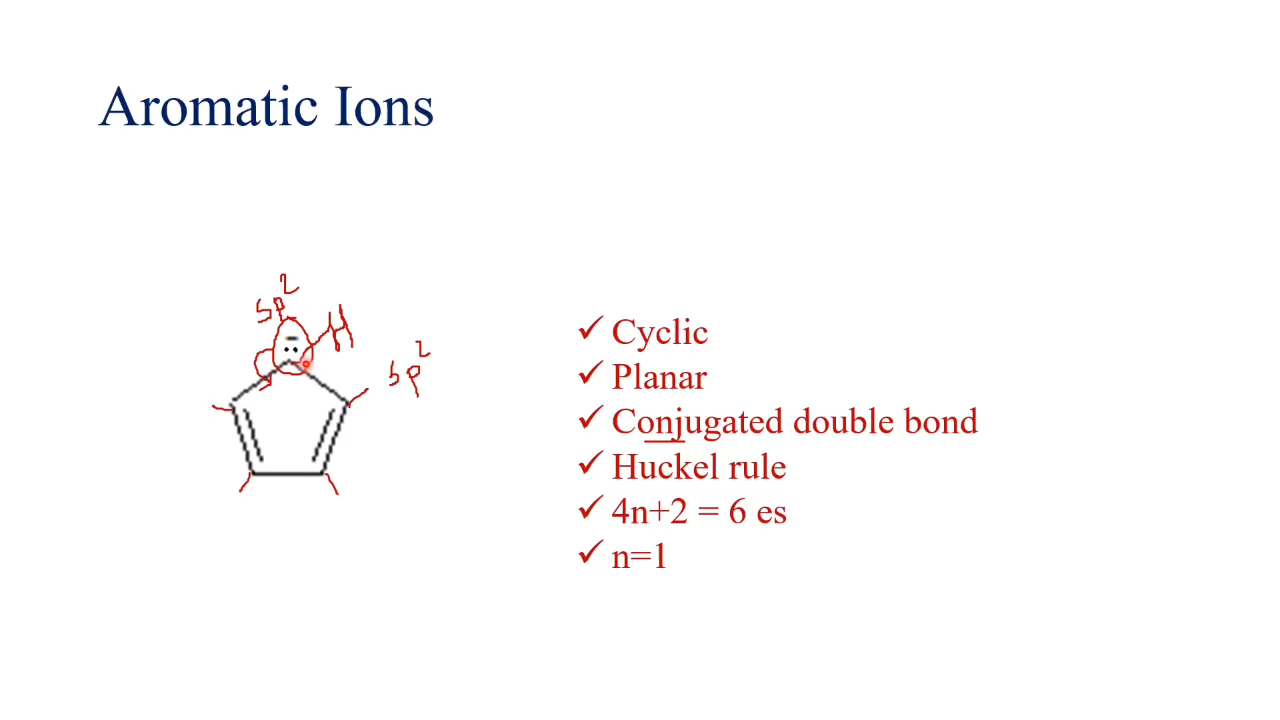 Aromatic Ions
sp²
H
sp²
✓ Cyclic
✓ Planar
✓ Conjugated double bond
✓ Huckel rule
✓ 4n+2 = 6 es
✓ n=1